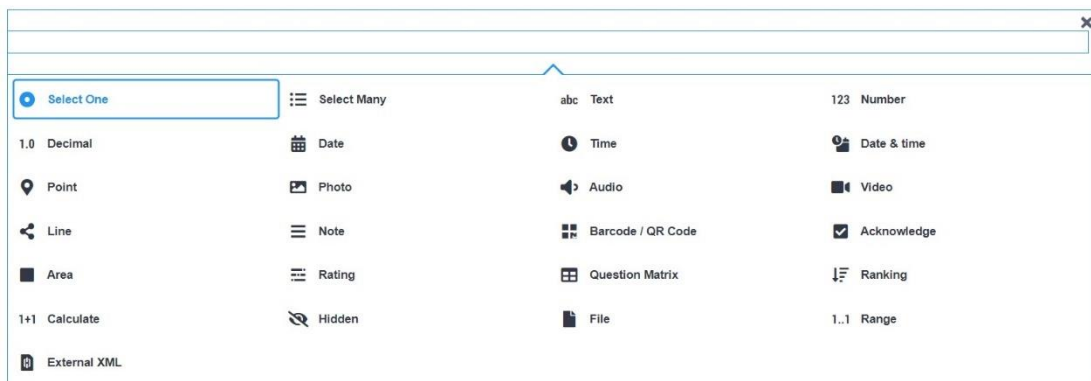 Select One
Select Many
abc Text
123 Number
1.0 Decimal
Date
Time
Date & time
Point
Photo
Audio
Video
Line
Note
Barcode / QR Code
Acknowledge
Area
Rating
Question Matrix
Ranking
1+1 Calculate
Hidden
File
1..1 Range
External XML